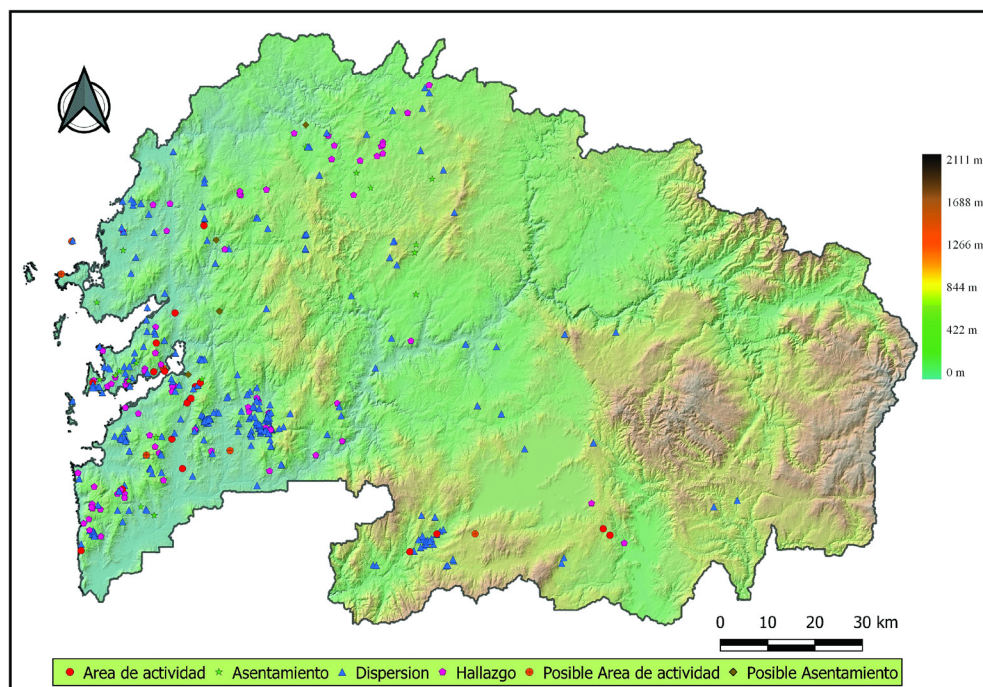 2111 m
1688 m
1266 m
844 m
422 m
0 m
0 10 20 30 km
Area de actividad Asentamiento Dispersion Hallazgo Posible Area de actividad Posible Asentamiento